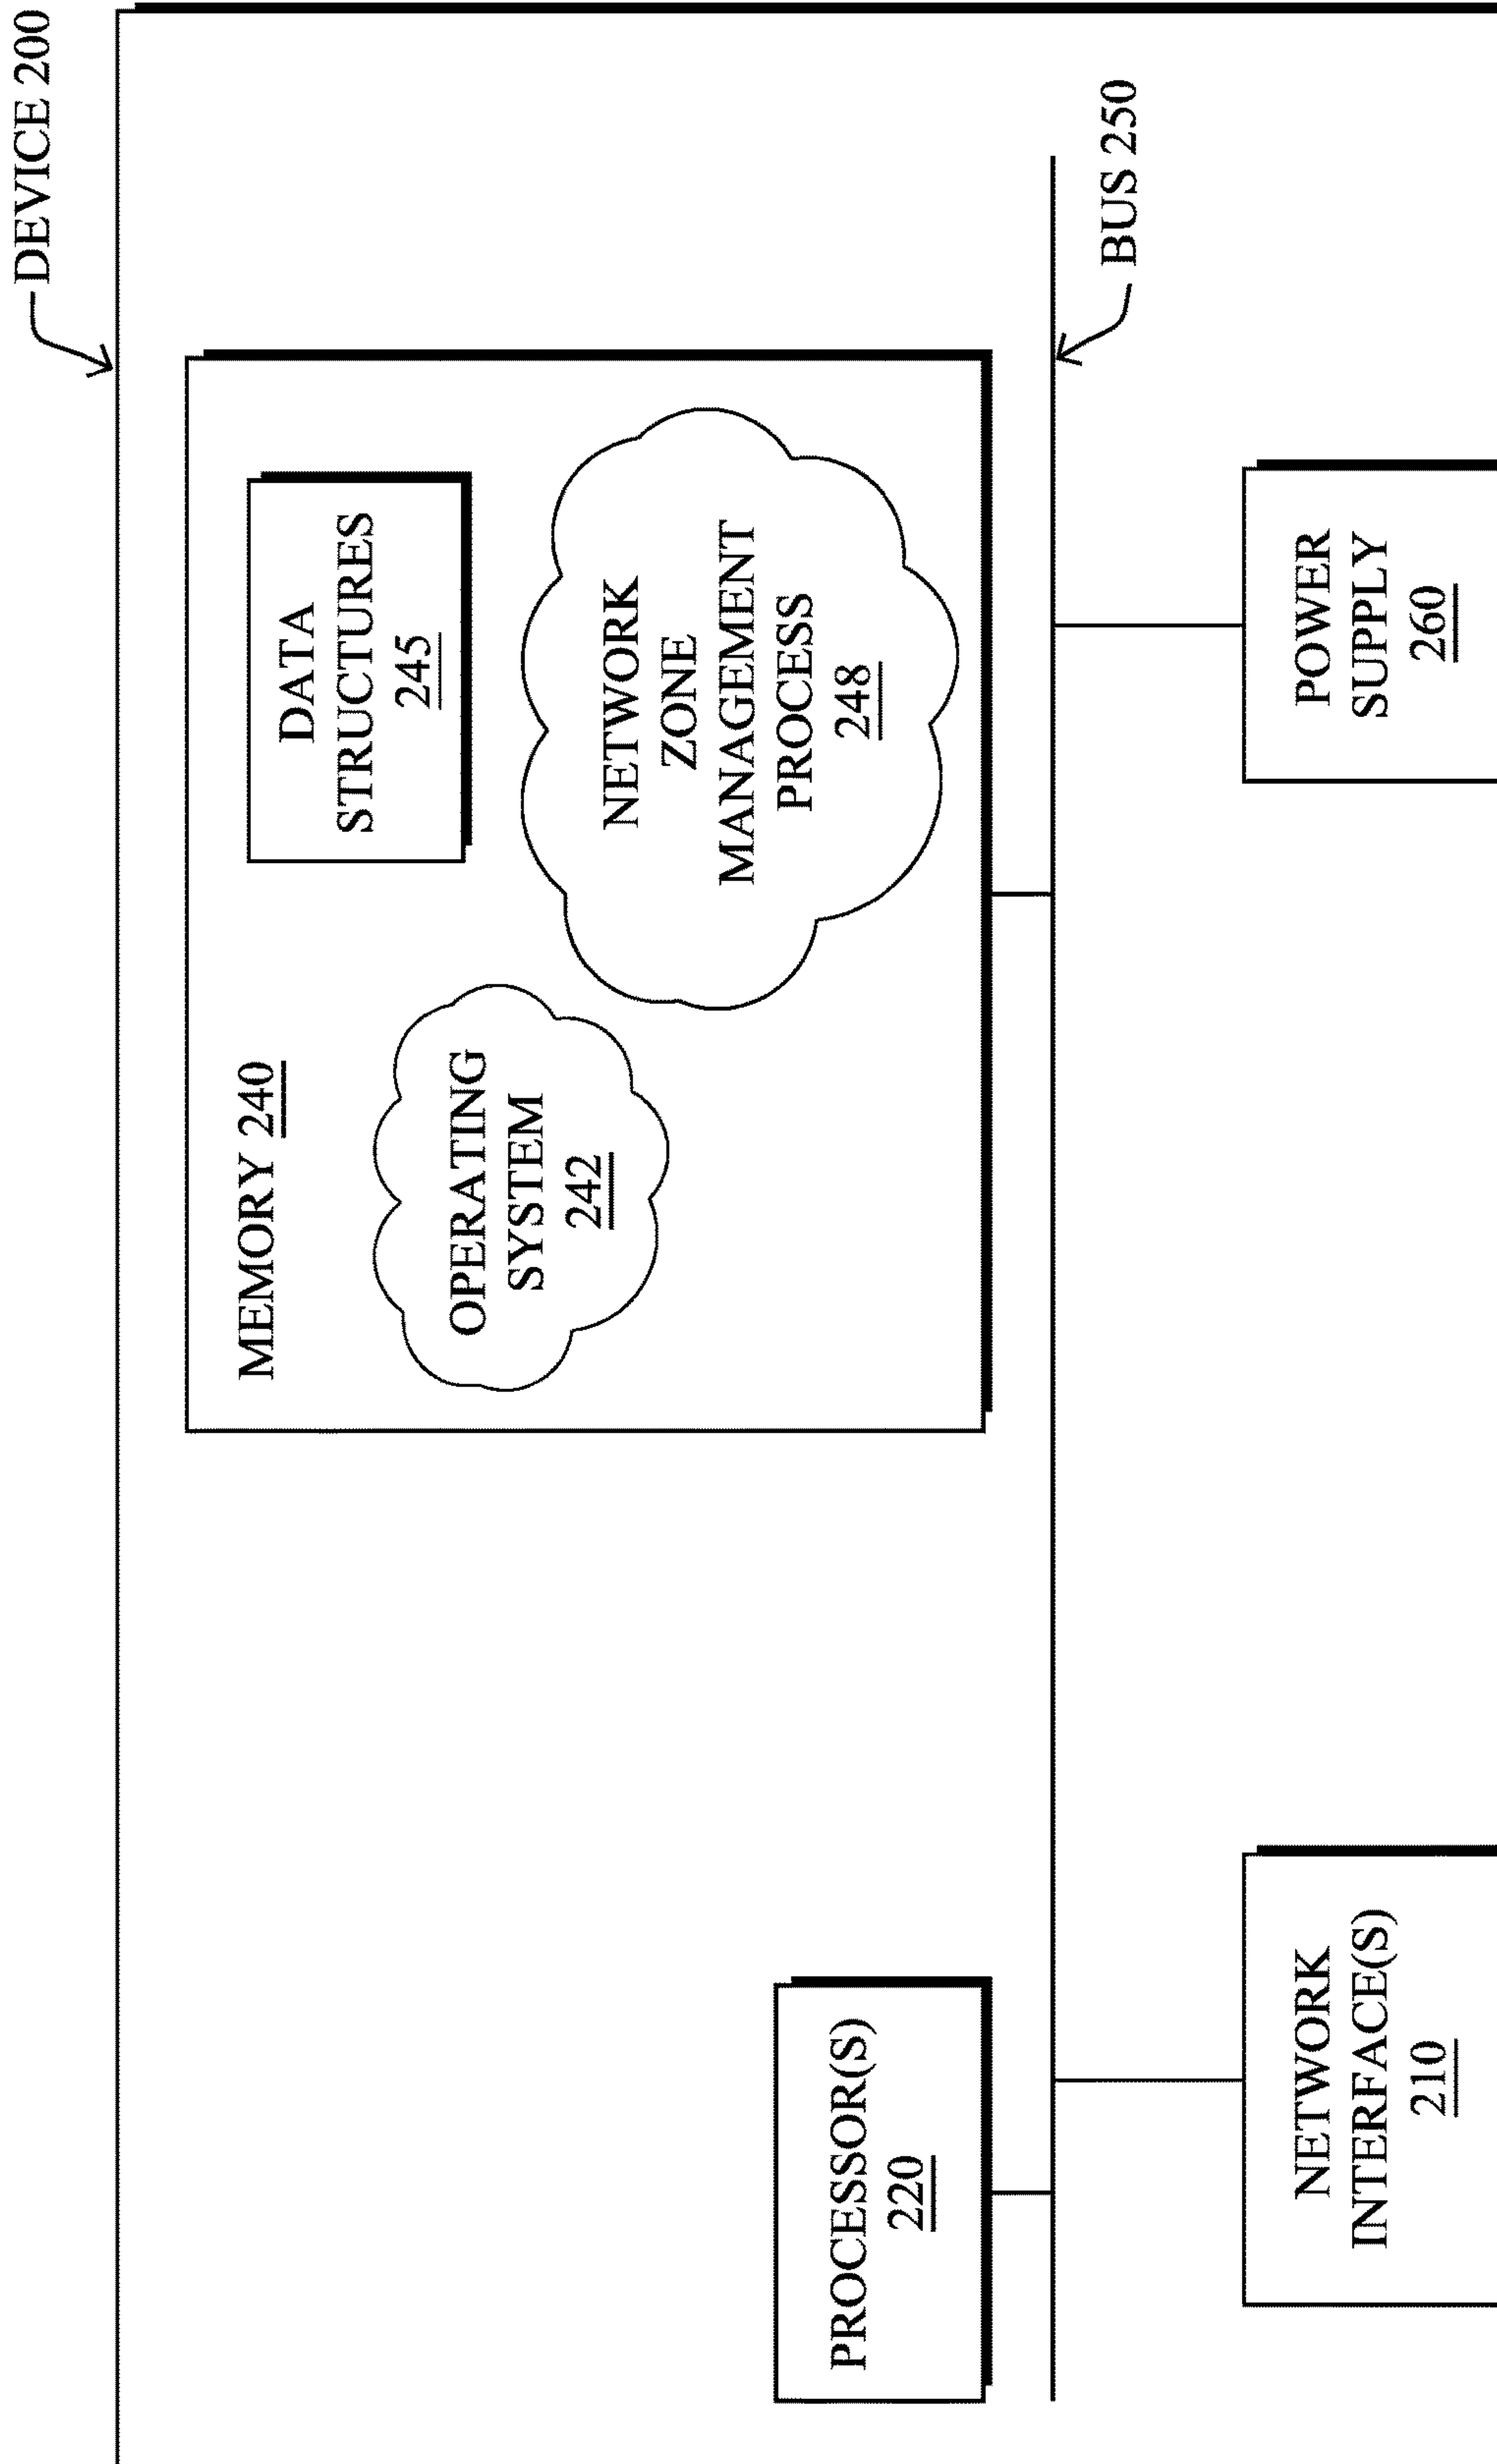 DEVICE 200
MEMORY 240
DATA
STRUCTURES
245
OPERATING
SYSTEM
242
NETWORK
ZONE
MANAGEMENT
PROCESS
248
PROCESSOR(S)
220
BUS 250
NETWORK
INTERFACE(S)
210
POWER
SUPPLY
260